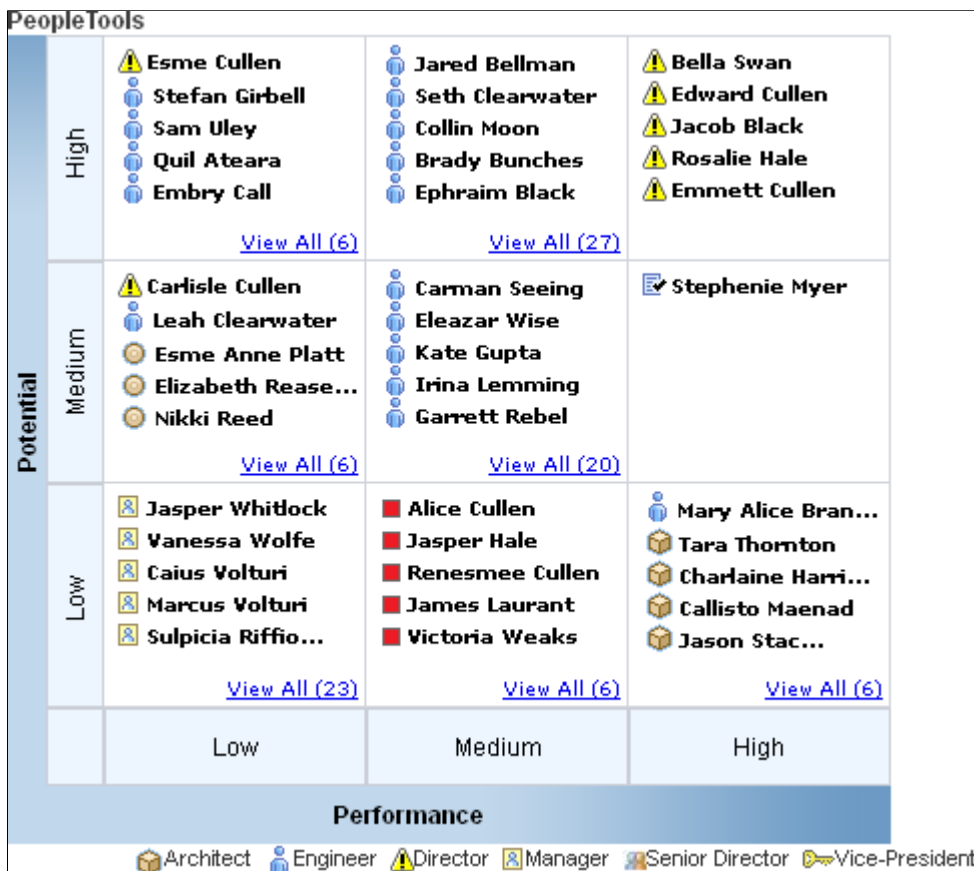 PeopleTools
Potential
High
Esme Cullen
Stefan Girbell
Sam Uley
Quil Ateara
Embry Call
View All (6)
Jared Bellman
Seth Clearwater
Collin Moon
Brady Bunches
Ephraim Black
View All (27)
Bella Swan
Edward Cullen
Jacob Black
Rosalie Hale
Emmett Cullen
Medium
Carlisle Cullen
Leah Clearwater
Esme Anne Platt
Elizabeth Rease...
Nikki Reed
View All (6)
Carman Seeing
Eleazar Wise
Kate Gupta
Irina Lemming
Garrett Rebel
View All (20)
Stephenie Myer
Low
Jasper Whitlock
Vanessa Wolfe
Caius Volturi
Marcus Volturi
Sulpicia Riffio...
View All (23)
Alice Cullen
Jasper Hale
Renesmee Cullen
James Laurant
Victoria Weaks
View All (6)
Mary Alice Bran...
Tara Thornton
Charlaine Harri...
Callisto Maenad
Jason Stac...
View All (6)
Low
Medium
High
Performance
Architect Engineer Director Manager Senior Director Vice-President